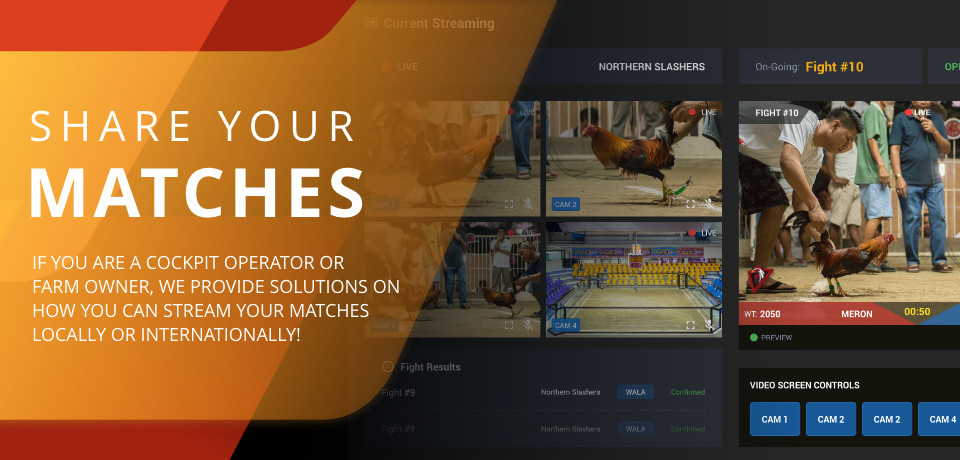 SHARE YOUR
MATCHES
IF YOU ARE A COCKPIT OPERATOR OR
FARM OWNER, WE PROVIDE SOLUTIONS ON
HOW YOU CAN STREAM YOUR MATCHES
LOCALLY OR INTERNATIONALLY!
Current Streaming
LIVE
NORTHERN SLASHERS
LIVE
LIVE
CAM 2
LIVE
LIVE
CAM 4
Fight Results
Fight #9 Northern Slashers WALA Confirmed
Fight #8 Northern Slashers WALA Confirmed
On-Going: Fight #10
FIGHT #10
LIVE
WT: 2050 MERON 00:50
PREVIEW
VIDEO SCREEN CONTROLS
CAM 1 CAM 2 CAM 2 CAM 4